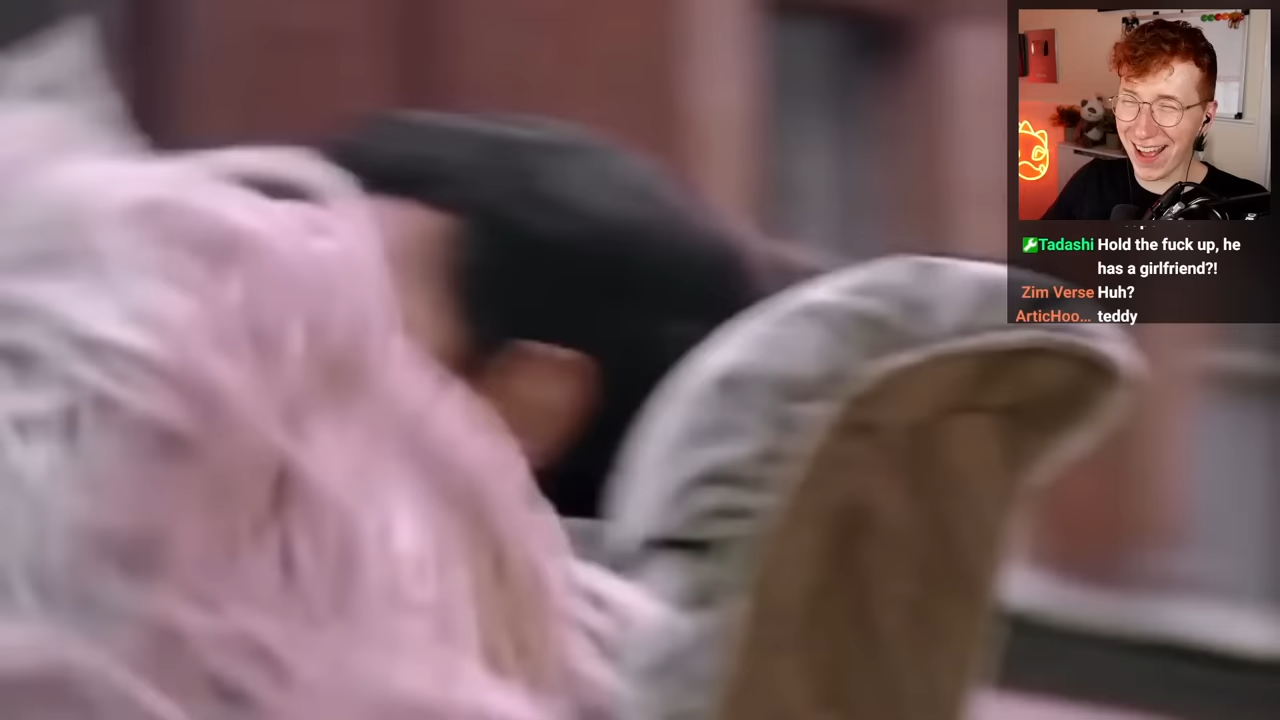 Tadashi Hold the fuck up, he
has a girlfriend?!
Zim Verse Huh?
ArticHoo... teddy